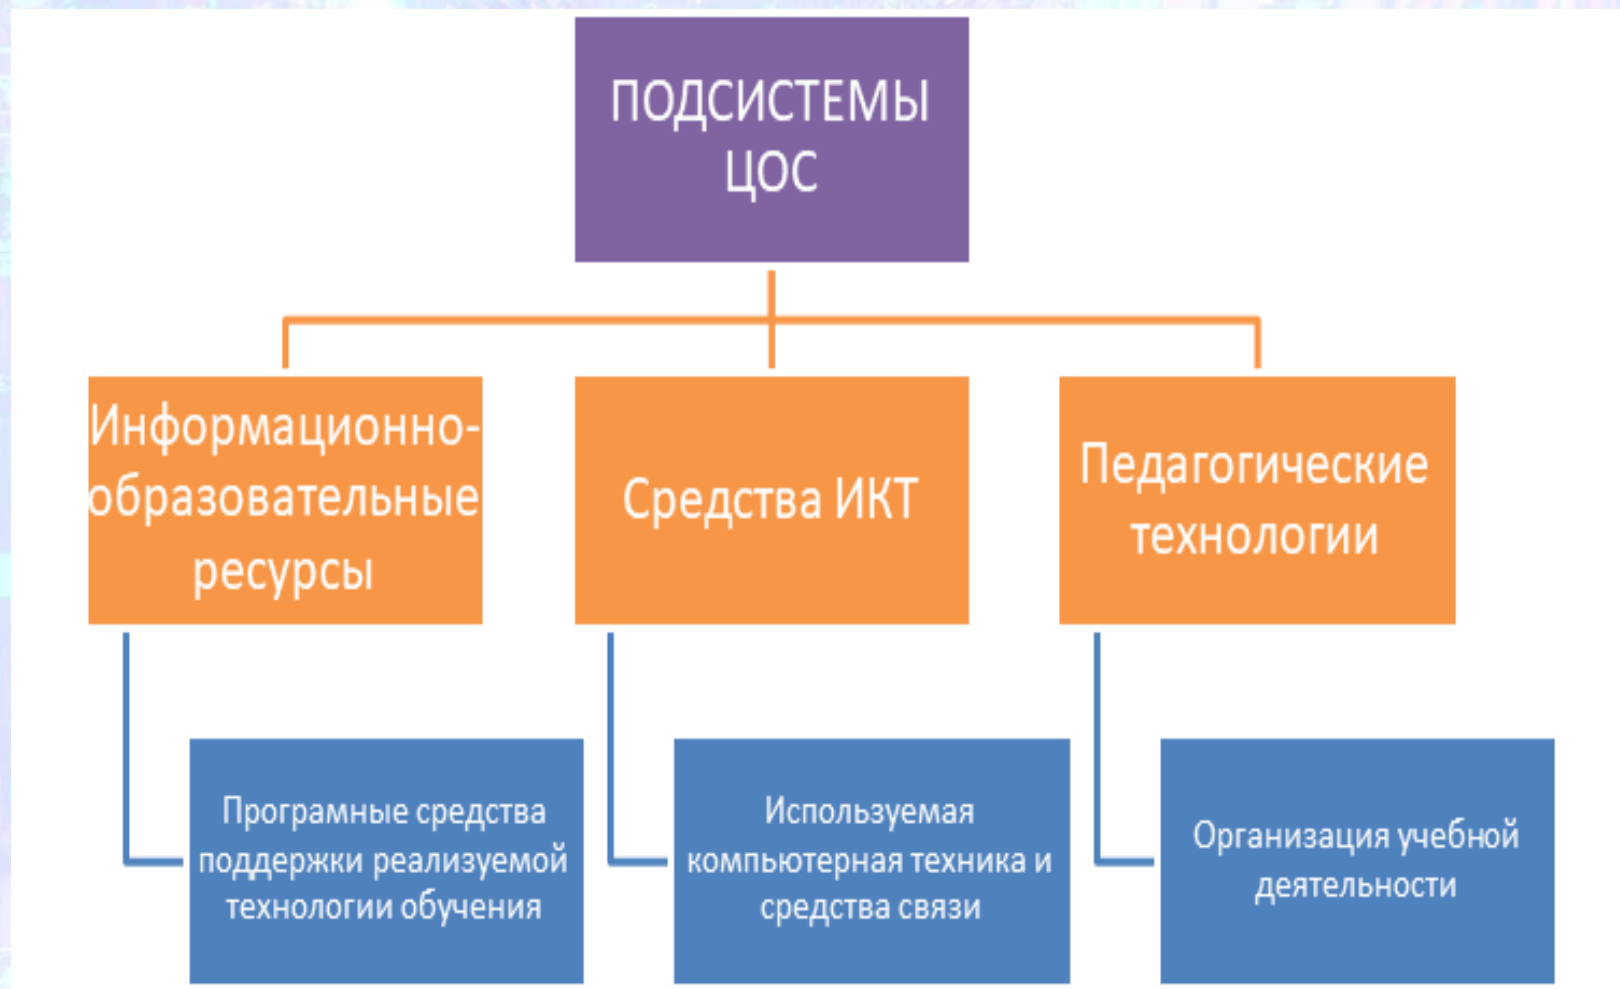 ПОДСИСТЕМЫ
ЦОС
Информационно-
образовательные
ресурсы
Средства ИКТ
Педагогические
технологии
Програмные средства
поддержки реализуемой
технологии обучения
Используемая
компьютерная техника и
средства связи
Организация учебной
деятельности